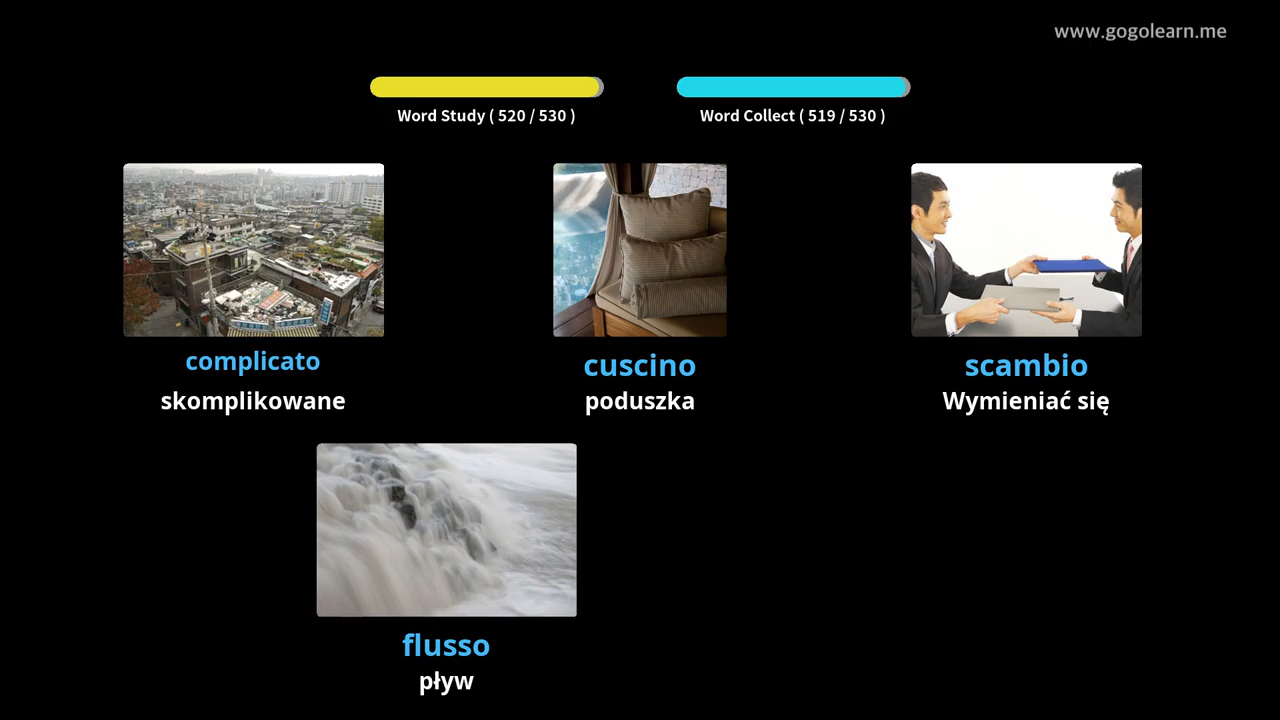 www.gogolearn.me
Word Study ( 520 / 530 )
Word Collect ( 519 / 530 )
complicato
skomplikowane
cuscino
poduszka
scambio
Wymieniać się
flusso
pływ